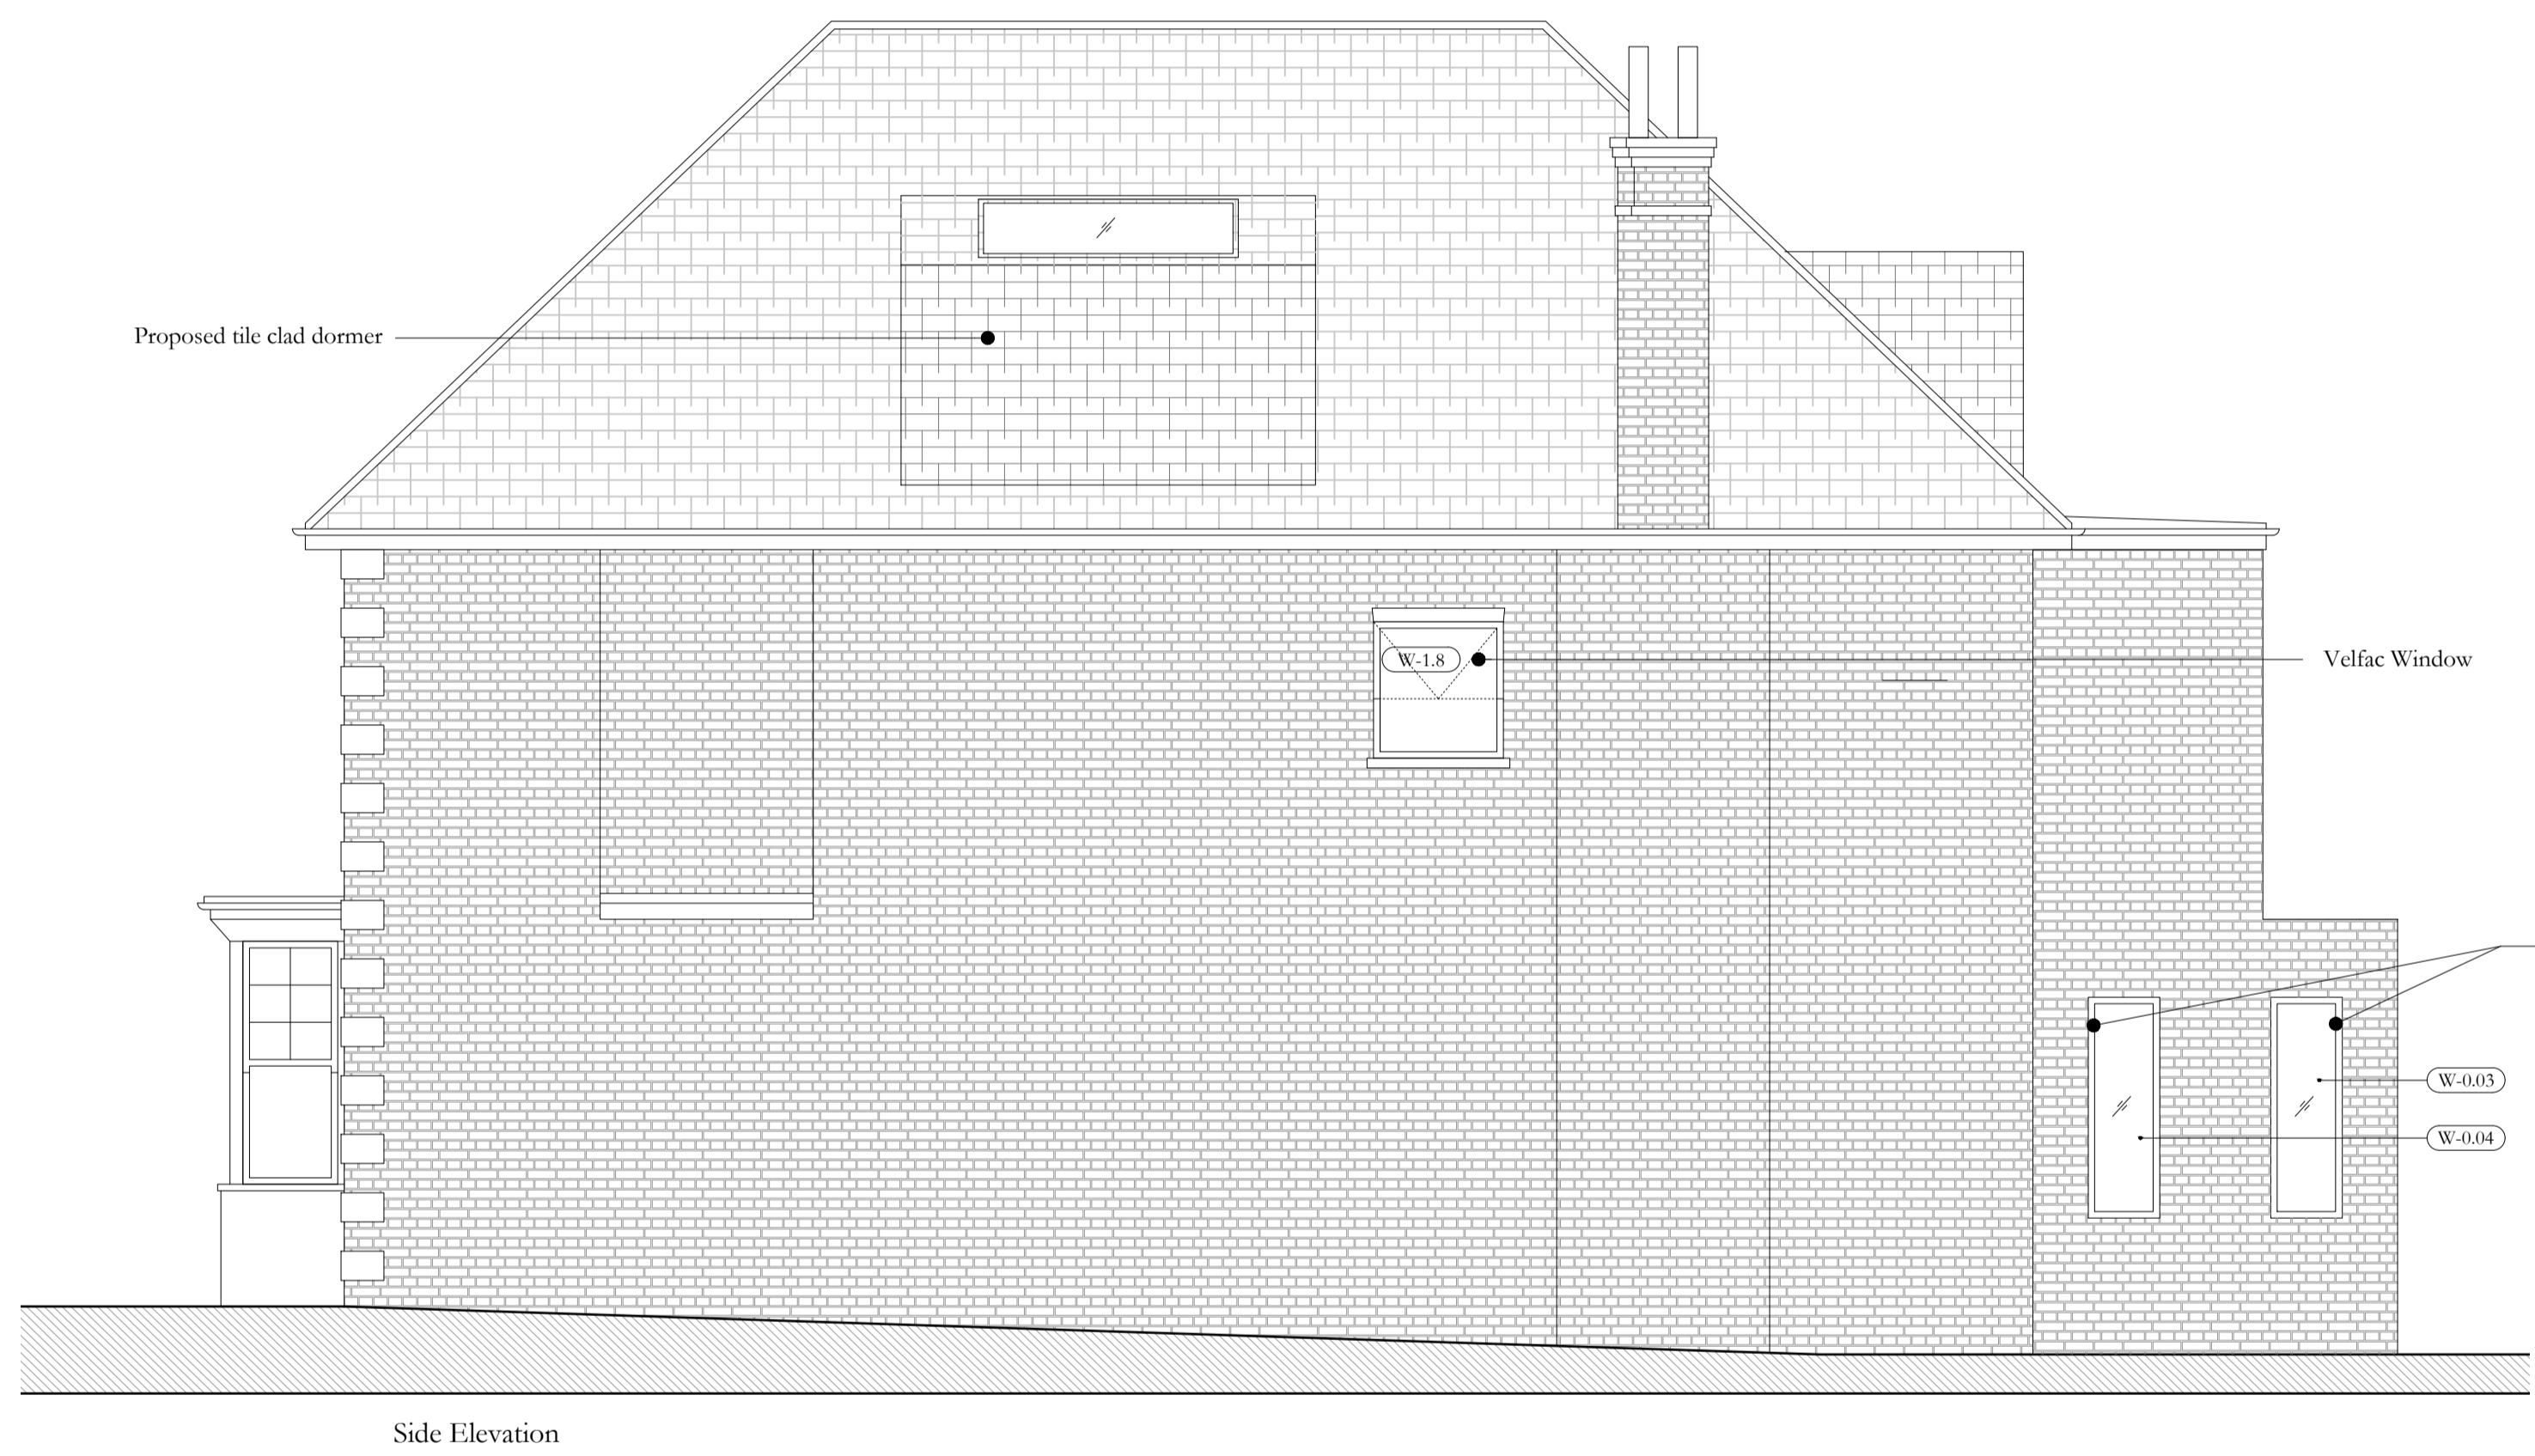 Proposed tile clad dormer
W-1.8
Velfac Window
W-0.03
W-0.04
Side Elevation